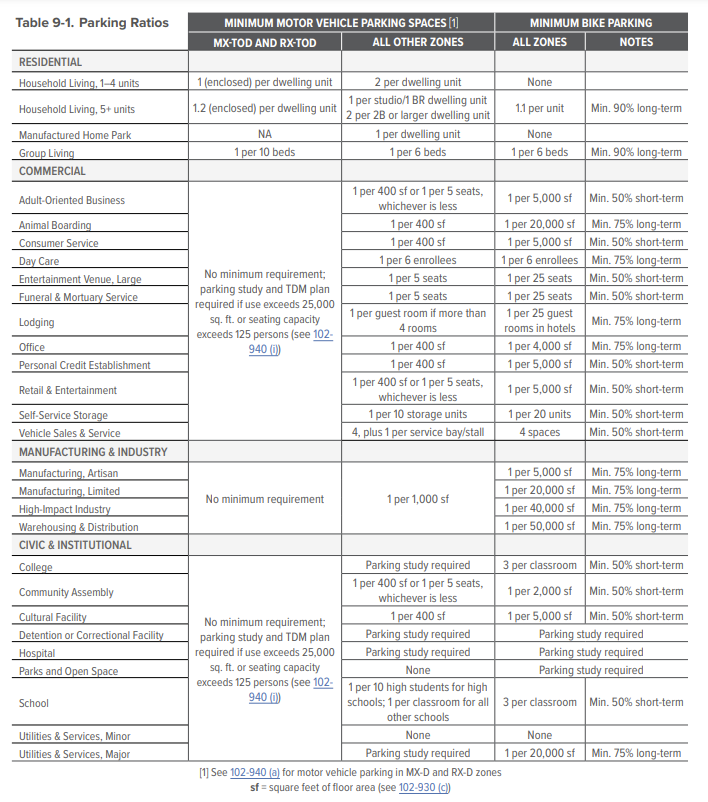 Table 9-1. Parking Ratios
MINIMUM MOTOR VEHICLE PARKING SPACES [1]
MINIMUM BIKE PARKING
MX-TOD AND RX-TOD
ALL OTHER ZONES
ALL ZONES
NOTES
RESIDENTIAL
Household Living, 1–4 units
1 (enclosed) per dwelling unit
2 per dwelling unit
None
Household Living, 5+ units
1.2 (enclosed) per dwelling unit
1 per studio/1 BR dwelling unit
2 per 2B or larger dwelling unit
1.1 per unit
Min. 90% long-term
Manufactured Home Park
NA
1 per dwelling unit
None
Group Living
1 per 10 beds
1 per 6 beds
1 per 6 beds
Min. 90% long-term
COMMERCIAL
No minimum requirement;
parking study and TDM plan
required if use exceeds 25,000
sq. ft. or seating capacity
exceeds 125 persons (see 102-
940 (i))
Adult-Oriented Business
1 per 400 sf or 1 per 5 seats,
whichever is less
1 per 5,000 sf
Min. 50% short-term
Animal Boarding
1 per 400 sf
1 per 20,000 sf
Min. 75% long-term
Consumer Service
1 per 400 sf
1 per 5,000 sf
Min. 50% short-term
Day Care
1 per 6 enrollees
1 per 6 enrollees
Min. 75% long-term
Entertainment Venue, Large
1 per 5 seats
1 per 25 seats
Min. 50% short-term
Funeral & Mortuary Service
1 per 5 seats
1 per 25 seats
Min. 50% short-term
Lodging
1 per guest room if more than
4 rooms
1 per 25 guest
rooms in hotels
Min. 75% long-term
Office
1 per 400 sf
1 per 4,000 sf
Min. 75% long-term
Personal Credit Establishment
1 per 400 sf
1 per 5,000 sf
Min. 50% short-term
Retail & Entertainment
1 per 400 sf or 1 per 5 seats,
whichever is less
1 per 5,000 sf
Min. 50% short-term
Self-Service Storage
1 per 10 storage units
1 per 20 units
Min. 50% short-term
Vehicle Sales & Service
4, plus 1 per service bay/stall
4 spaces
Min. 50% short-term
MANUFACTURING & INDUSTRY
No minimum requirement
1 per 1,000 sf
Manufacturing, Artisan
1 per 5,000 sf
Min. 75% long-term
Manufacturing, Limited
1 per 20,000 sf
Min. 75% long-term
High-Impact Industry
1 per 40,000 sf
Min. 75% long-term
Warehousing & Distribution
1 per 50,000 sf
Min. 75% long-term
CIVIC & INSTITUTIONAL
No minimum requirement;
parking study and TDM plan
required if use exceeds 25,000
sq. ft. or seating capacity
exceeds 125 persons (see 102-
940 (i))
College
Parking study required
3 per classroom
Min. 50% short-term
Community Assembly
1 per 400 sf or 1 per 5 seats,
whichever is less
1 per 2,000 sf
Min. 50% short-term
Cultural Facility
1 per 400 sf
1 per 5,000 sf
Min. 50% short-term
Detention or Correctional Facility
Parking study required
Parking study required
Hospital
Parking study required
Parking study required
Parks and Open Space
None
Parking study required
School
1 per 10 high students for high
schools; 1 per classroom for all
other schools
3 per classroom
Min. 50% short-term
Utilities & Services, Minor
None
None
Utilities & Services, Major
Parking study required
1 per 20,000 sf
Min. 75% long-term
[1] See 102-940 (a) for motor vehicle parking in MX-D and RX-D zones
sf = square feet of floor area (see 102-930 (c))